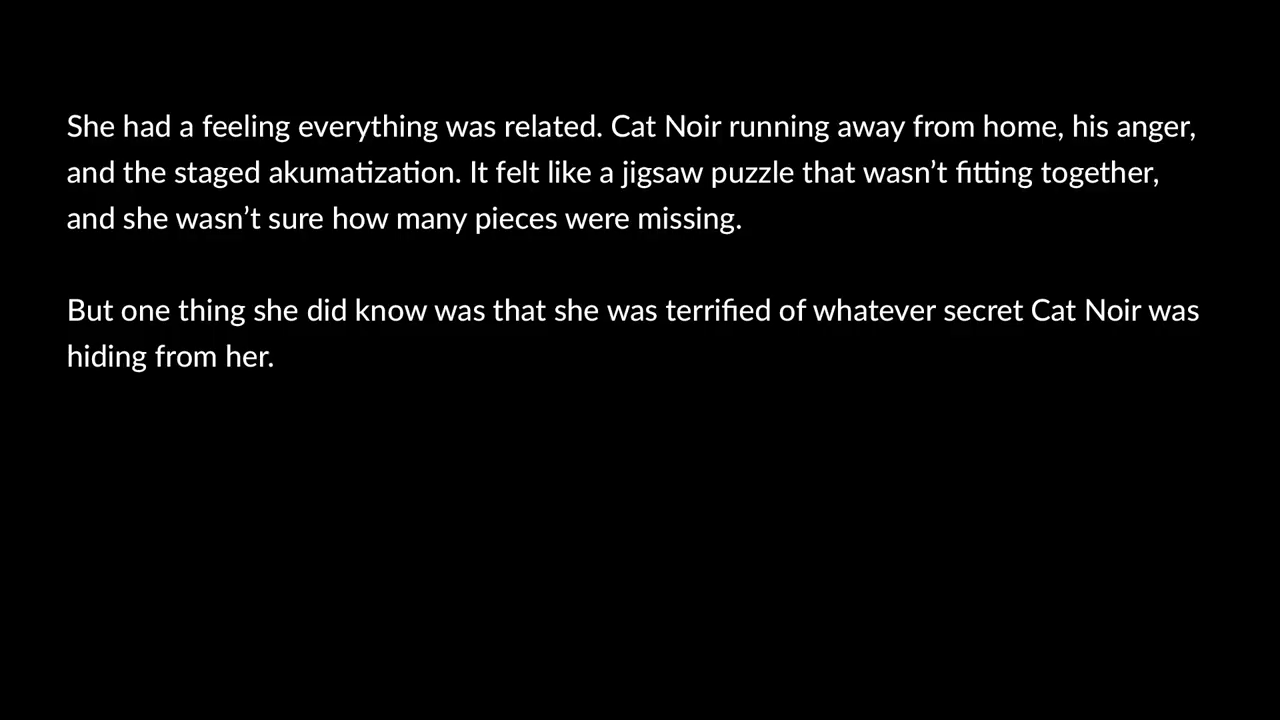 She had a feeling everything was related. Cat Noir running away from home, his anger,
and the staged akumatization. It felt like a jigsaw puzzle that wasn’t fitting together,
and she wasn’t sure how many pieces were missing.
But one thing she did know was that she was terrified of whatever secret Cat Noir was
hiding from her.